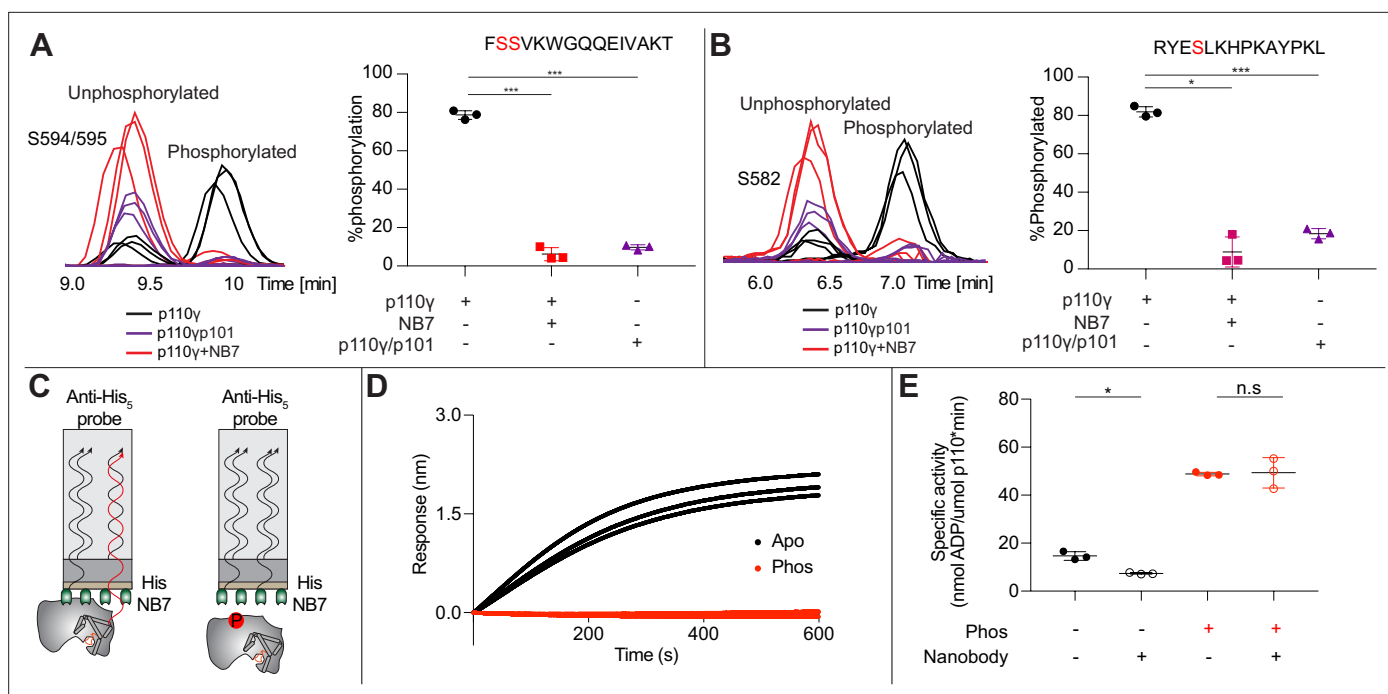 A
FSSVKWGQQEIVAKT
Unphosphorylated
S594/595
Phosphorylated
9.0 9.5 10 Time [min]
p110γ
p110γp101
p110γ+NB7
%phosphorylation
100
80
60
40
20
0
***
***
p110γ + + -
NB7 - + -
p110γ/p101 - - +
B
RYESLKHPKAYPKL
Unphosphorylated
Phosphorylated
S582
6.0 6.5 7.0 Time [min]
p110γ
p110γp101
p110γ+NB7
%Phosphorylated
100
80
60
40
20
0
***
*
p110γ + + -
NB7 - + -
p110γ/p101 - - +
C
Anti-His5
probe
His
NB7
Anti-His5
probe
His
NB7
P
D
Response (nm)
3.0
1.5
0.0
Apo
Phos
200 400 600
Time (s)
E
Specific activity
(nmol ADP/umol p110*min)
80
60
40
20
0
*
n.s
Phos - - + +
Nanobody - + - +